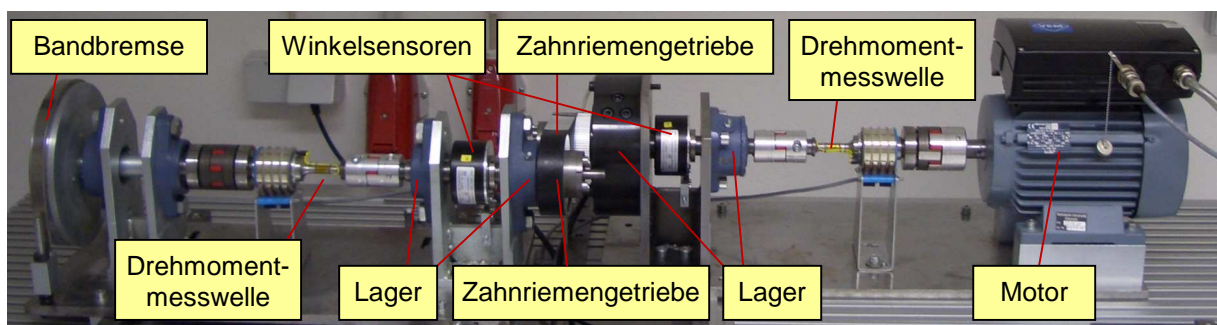 Bandbremse
Winkelsensoren
Zahnriemengetriebe
Drehmoment-
messwelle
Drehmoment-
messwelle
Lager
Zahnriemengetriebe
Lager
Motor